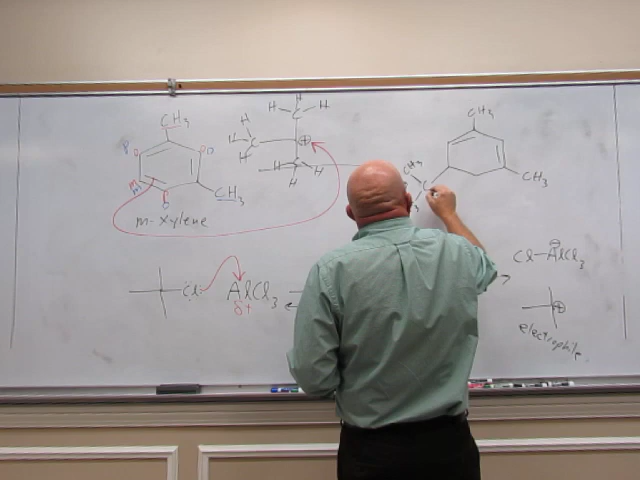 CH3
P
O
O
m
O
CH3
m-xylene
H
H C H
H
H C
H
⊕
H C H
H
CH3
CH3
C
CH3
Cl: AlCl3
δ+
⊖
Cl-AlCl3
⊕
electrophile